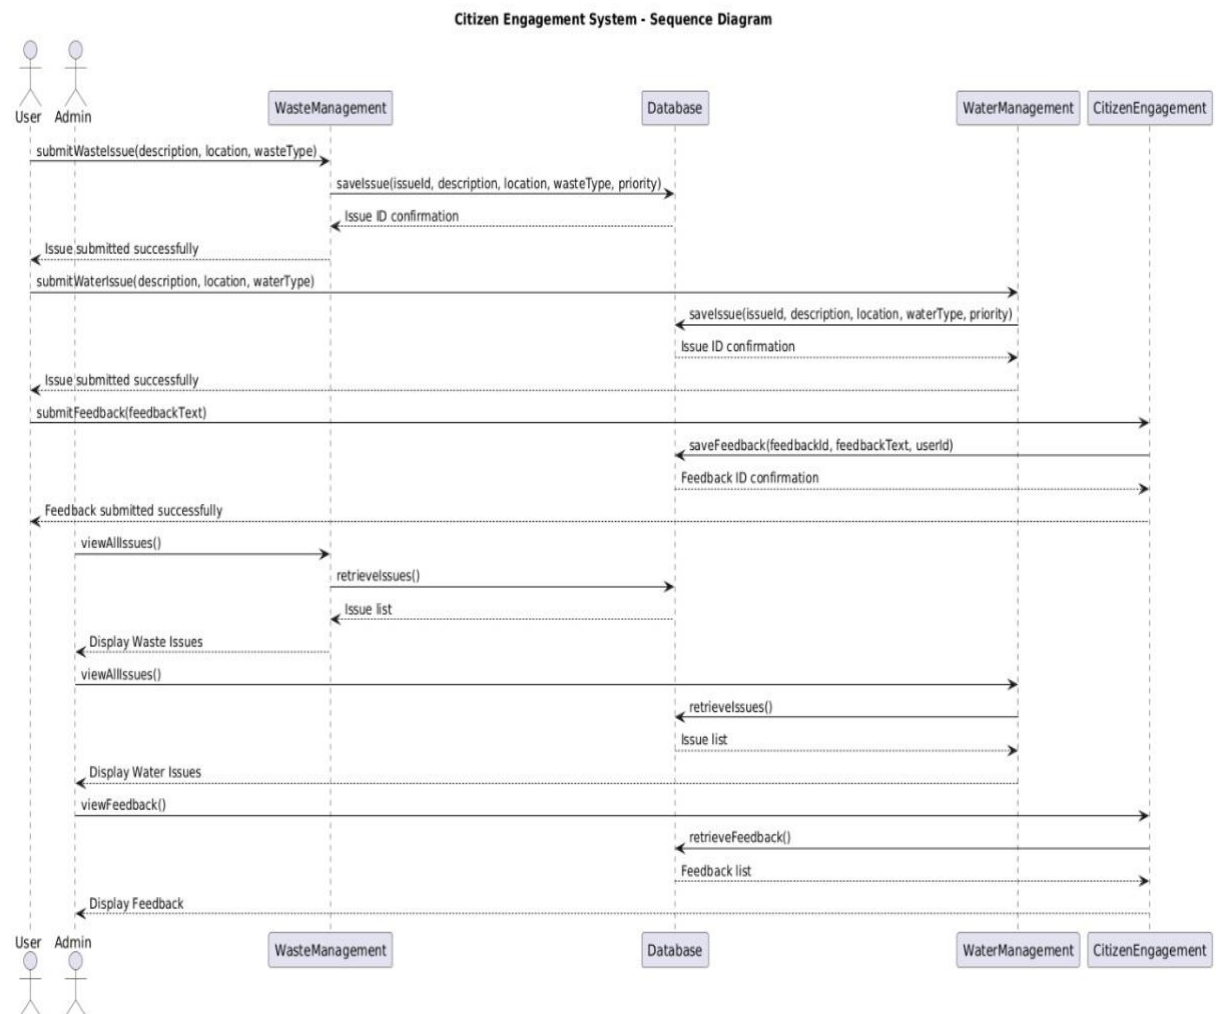 Citizen Engagement System - Sequence Diagram
User
Admin
WasteManagement
Database
WaterManagement
CitizenEngagement
submitWasteIssue(description, location, wasteType)
saveIssue(issueId, description, location, wasteType, priority)
Issue ID confirmation
Issue submitted successfully
submitWaterIssue(description, location, waterType)
saveIssue(issueId, description, location, waterType, priority)
Issue ID confirmation
Issue submitted successfully
submitFeedback(feedbackText)
saveFeedback(feedbackId, feedbackText, userId)
Feedback ID confirmation
Feedback submitted successfully
viewAllIssues()
retrieveIssues()
Issue list
Display Waste Issues
viewAllIssues()
retrieveIssues()
Issue list
Display Water Issues
viewFeedback()
retrieveFeedback()
Feedback list
Display Feedback
User
Admin
WasteManagement
Database
WaterManagement
CitizenEngagement